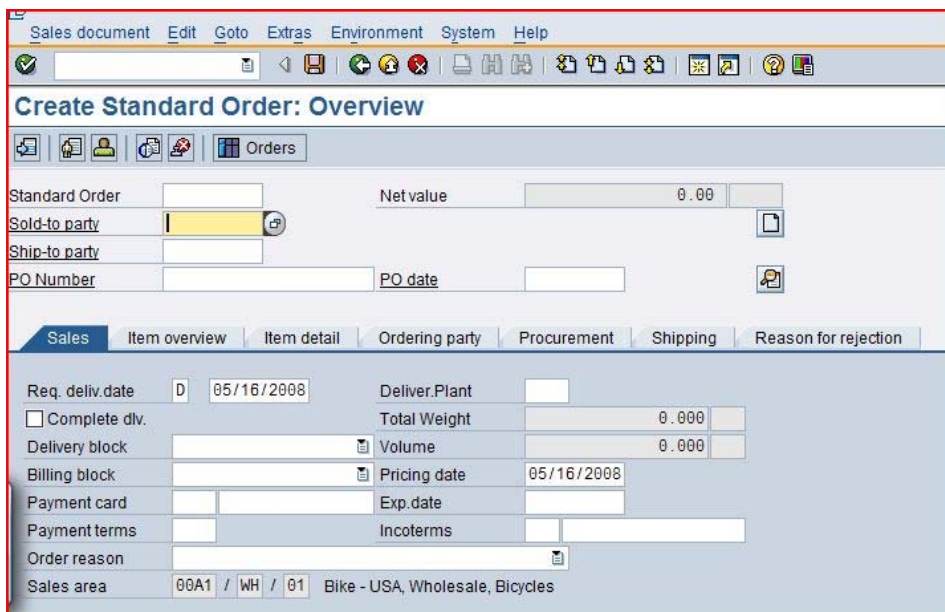 Sales document Edit Goto Extras Environment System Help
Create Standard Order: Overview
Orders
Standard Order Net value 0.00
Sold-to party
Ship-to party
PO Number PO date
Sales Item overview Item detail Ordering party Procurement Shipping Reason for rejection
Req. deliv.date D 05/16/2008 Deliver.Plant
Complete dlv. Total Weight 0.000
Delivery block Volume 0.000
Billing block Pricing date 05/16/2008
Payment card Exp.date
Payment terms Incoterms
Order reason
Sales area 00A1 / WH / 01 Bike - USA, Wholesale, Bicycles